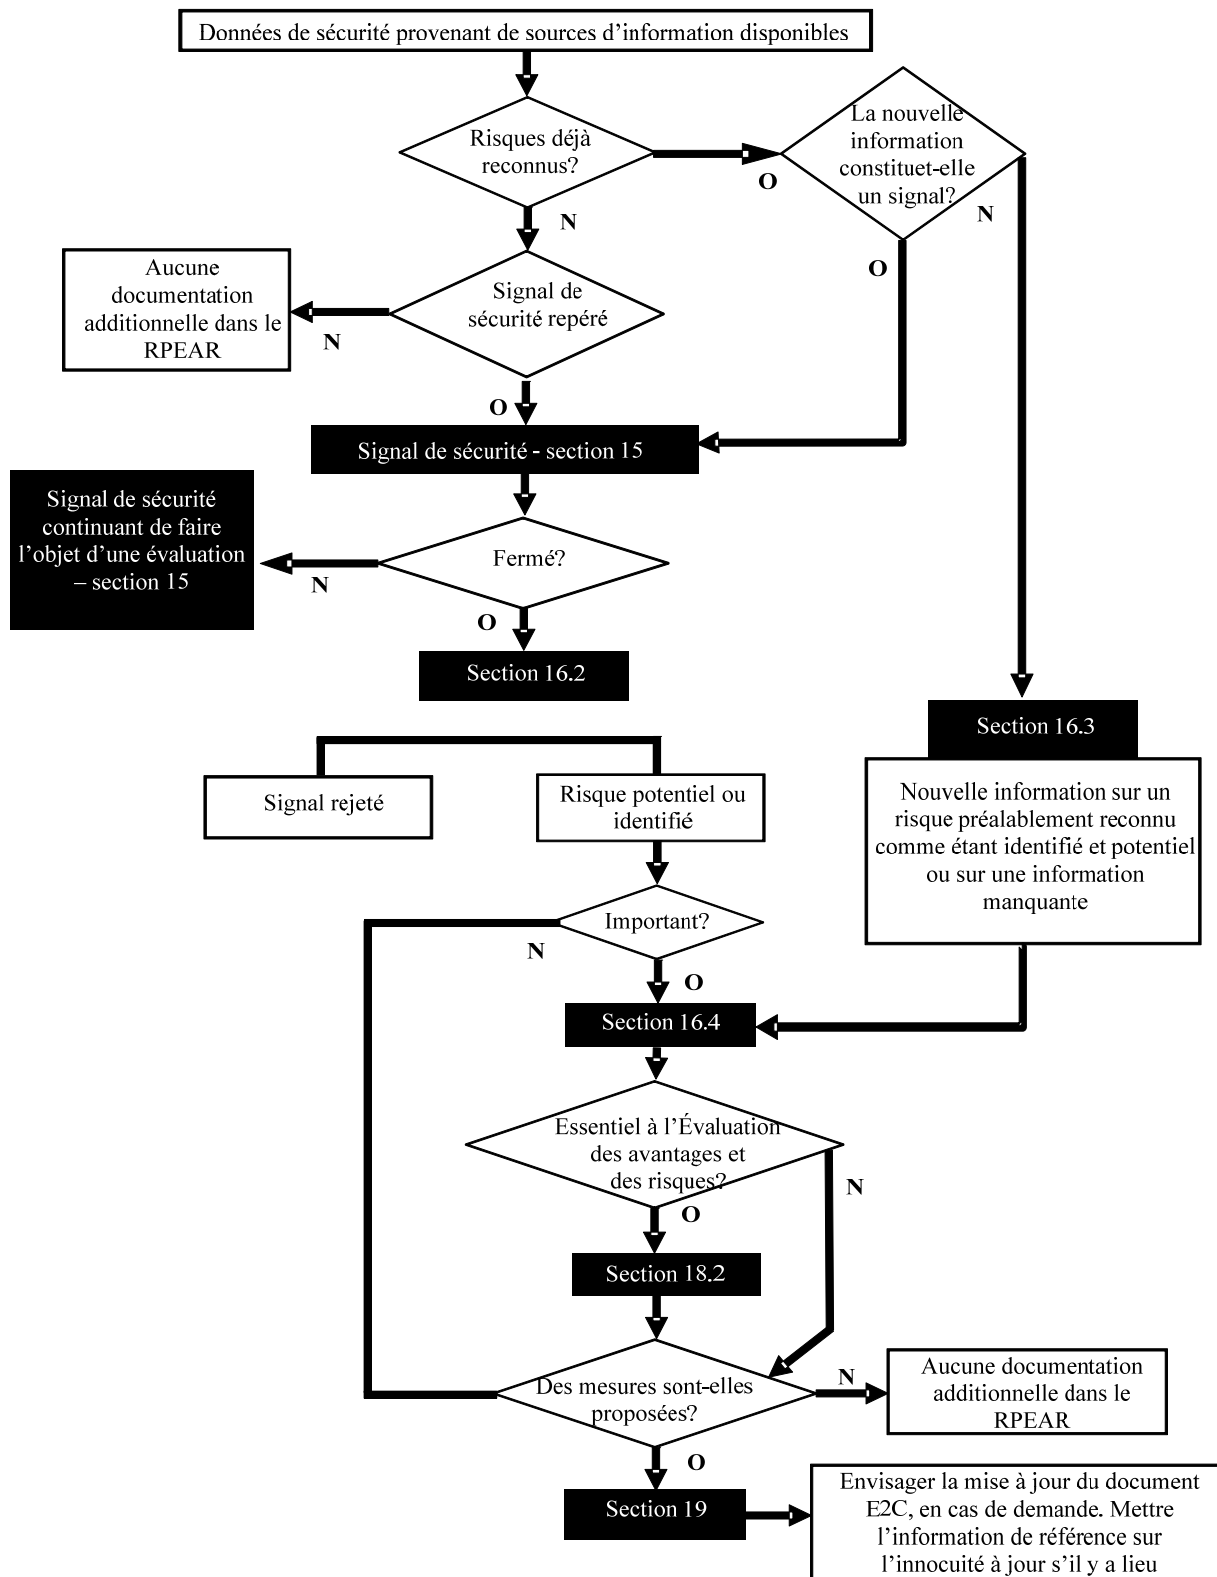 Données de sécurité provenant de sources d'information disponibles
Risques déjà
reconnus?
O
La nouvelle
information
constituet-elle
un signal?
N
N
O
Aucune
documentation
additionnelle dans le
RPEAR
N
Signal de
sécurité repéré
O
Signal de sécurité - section 15
Signal de sécurité
continuant de faire
l'objet d'une évaluation
– section 15
N
Fermé?
O
Section 16.2
Section 16.3
Signal rejeté
Risque potentiel ou
identifié
Nouvelle information sur un
risque préalablement reconnu
comme étant identifié et potentiel
ou sur une information
manquante
Important?
N
O
Section 16.4
Essentiel à l'Évaluation
des avantages et
des risques?
N
O
Section 18.2
Des mesures sont-elles
proposées?
N
Aucune documentation
additionnelle dans le
RPEAR
O
Section 19
Envisager la mise à jour du document
E2C, en cas de demande. Mettre
l'information de référence sur
l'innocuité à jour s'il y a lieu